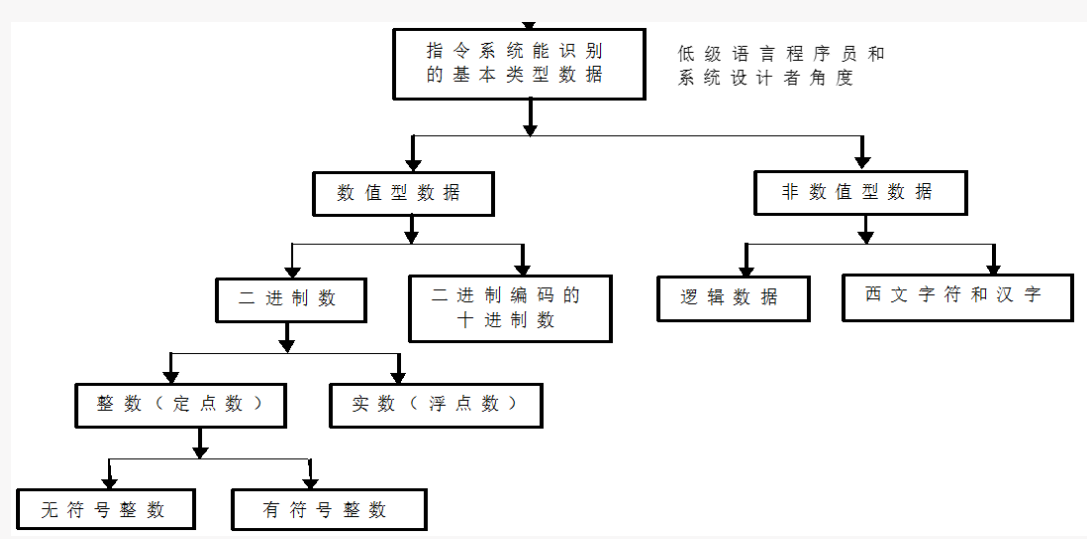 指令系统能识别
的基本类型数据
低级语言程序员和
系统设计者角度
数值型数据
非数值型数据
二进制数
二进制编码的
十进制数
逻辑数据
西文字符和汉字
整数（定点数）
实数（浮点数）
无符号整数
有符号整数